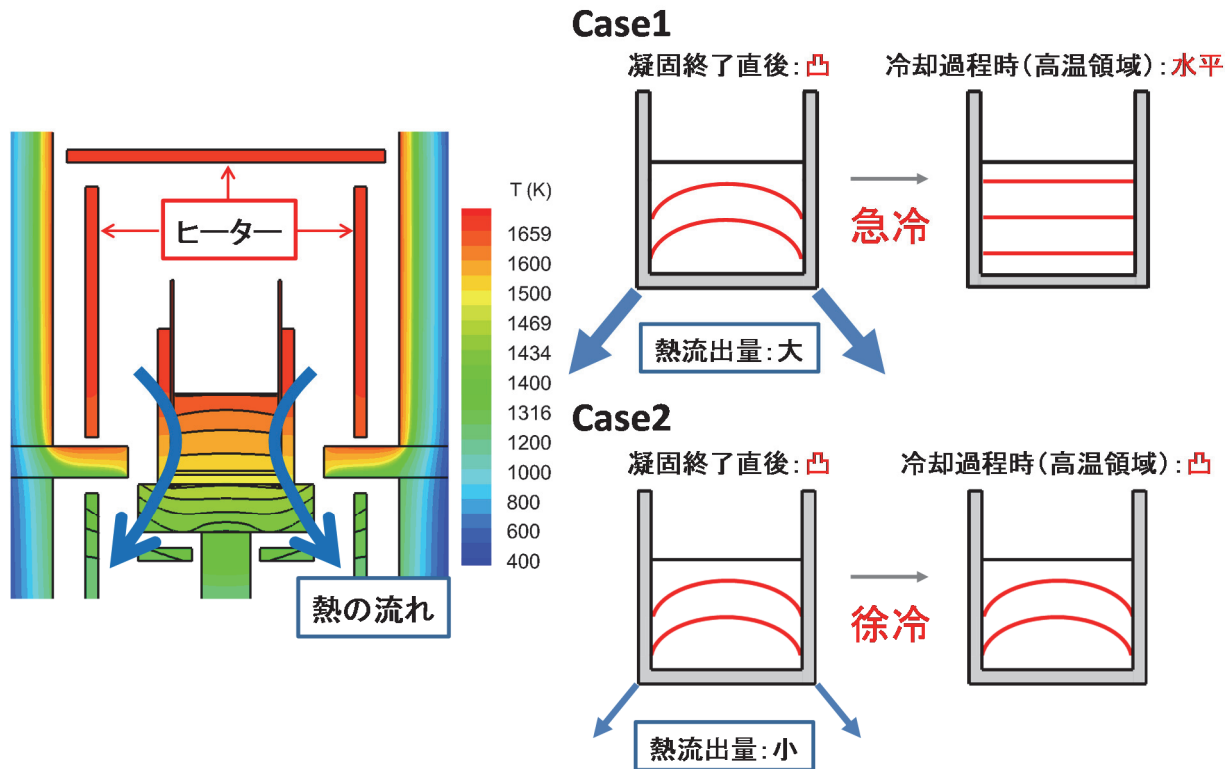 ヒーター
T (K)
1659
1600
1500
1469
1434
1400
1316
1200
1000
800
600
400
熱の流れ
Case1
凝固終了直後:凸
冷却過程時(高温領域):水平
急冷
熱流出量:大
Case2
凝固終了直後:凸
冷却過程時(高温領域):凸
徐冷
熱流出量:小